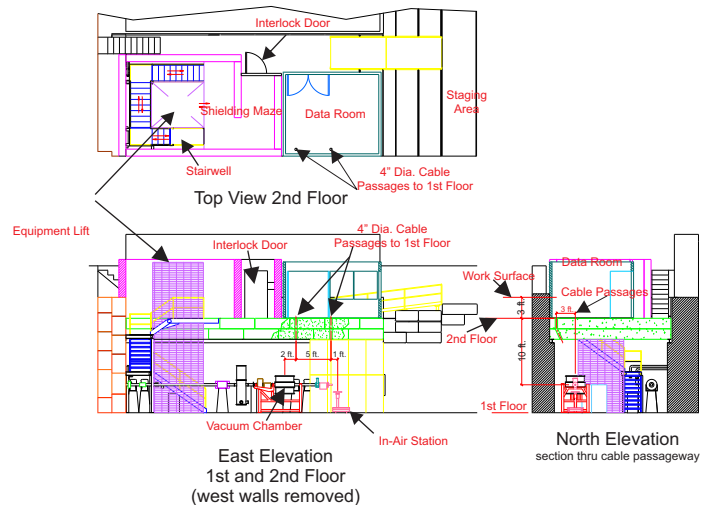 Interlock Door
Shielding Maze
Data Room
Staging
Area
Stairwell
4" Dia. Cable
Passages to 1st Floor
Top View 2nd Floor
Equipment Lift
Interlock Door
4" Dia. Cable
Passages to 1st Floor
Data Room
Work Surface
Cable Passages
3 ft.
3 ft.
2nd Floor
2 ft.
5 ft.
1 ft.
10 ft.
1st Floor
Vacuum Chamber
In-Air Station
East Elevation
1st and 2nd Floor
(west walls removed)
North Elevation
section thru cable passageway